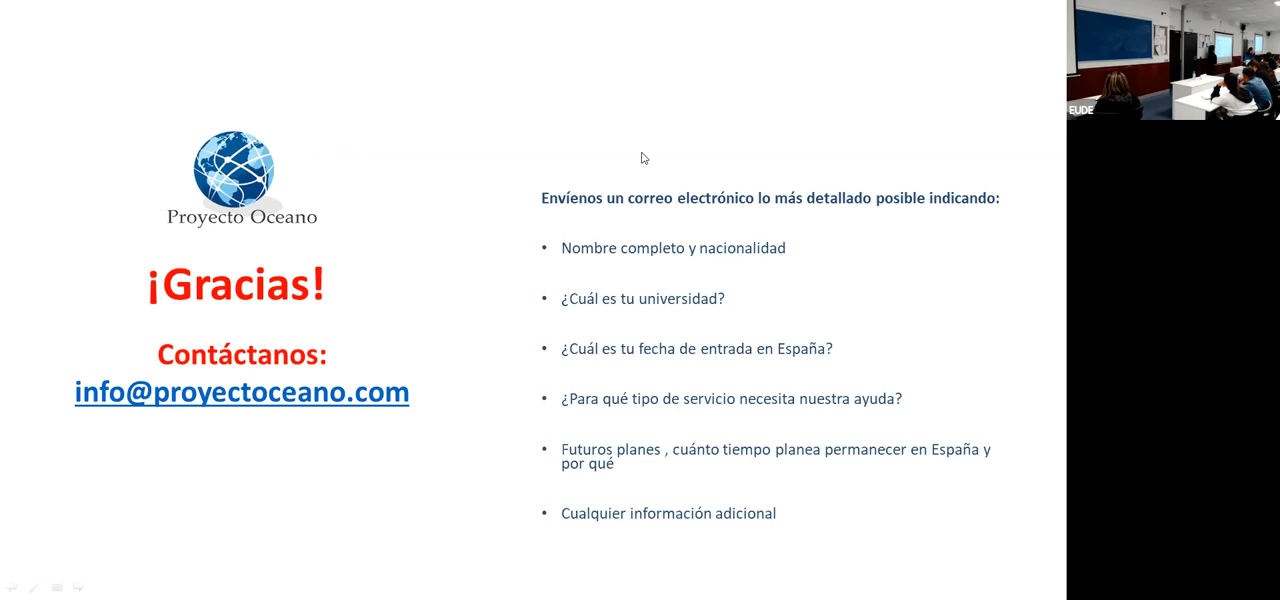 Proyecto Oceano
¡Gracias!
Contáctanos:
info@proyectoceano.com
Envíenos un correo electrónico lo más detallado posible indicando:
• Nombre completo y nacionalidad
• ¿Cuál es tu universidad?
• ¿Cuál es tu fecha de entrada en España?
• ¿Para qué tipo de servicio necesita nuestra ayuda?
• Futuros planes , cuánto tiempo planea permanecer en España y
por qué
• Cualquier información adicional
EUDE